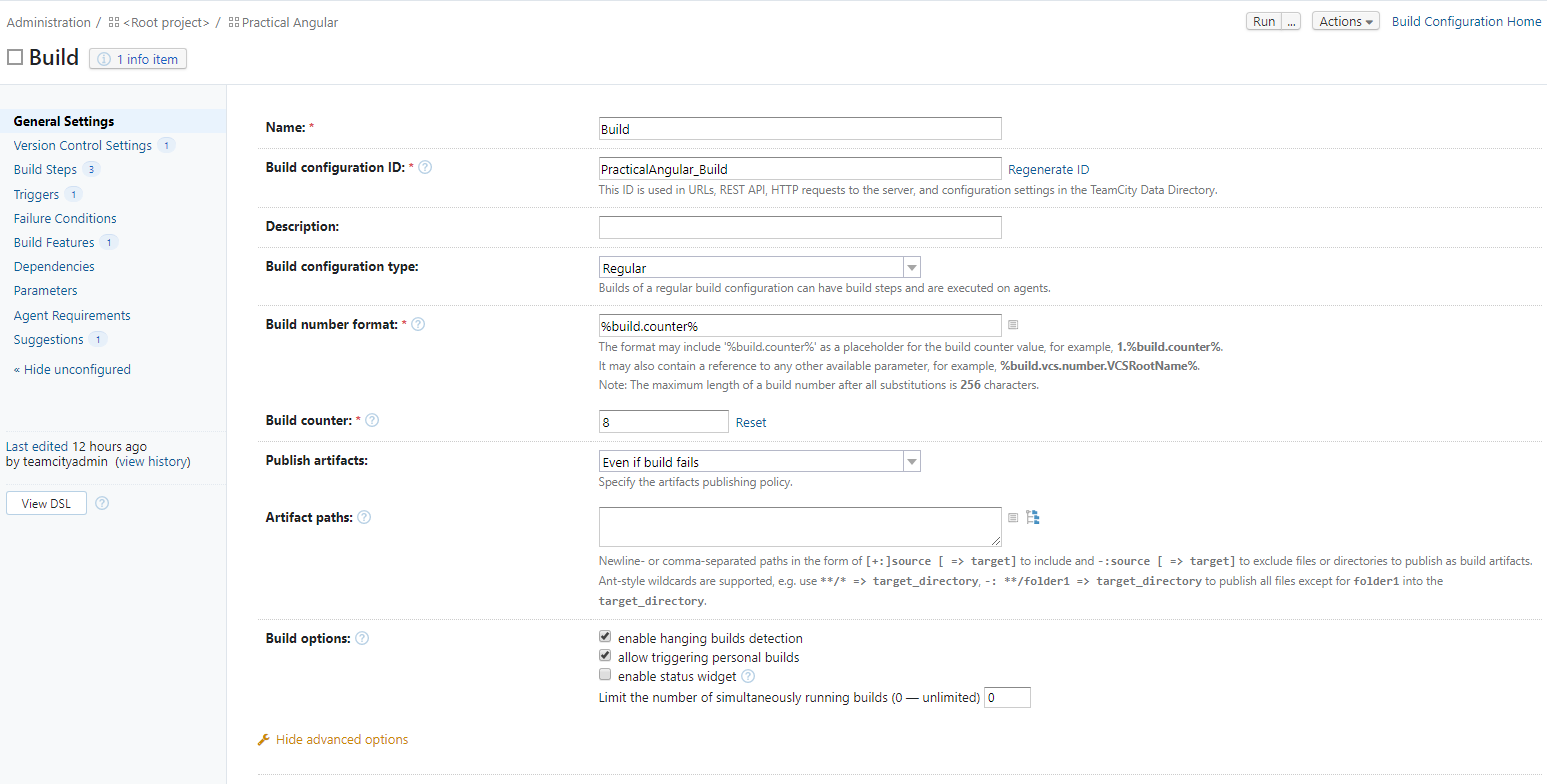 Administration / <Root project> / Practical Angular
Run ... Actions Build Configuration Home
Build 1 info item
General Settings
Version Control Settings 1
Build Steps 3
Triggers 1
Failure Conditions
Build Features 1
Dependencies
Parameters
Agent Requirements
Suggestions 1
« Hide unconfigured
Last edited 12 hours ago
by teamcityadmin (view history)
View DSL ?
Name: * Build
Build configuration ID: * ? PracticalAngular_Build Regenerate ID
This ID is used in URLs, REST API, HTTP requests to the server, and configuration settings in the TeamCity Data Directory.
Description:
Build configuration type: Regular
Builds of a regular build configuration can have build steps and are executed on agents.
Build number format: * ? %build.counter%
The format may include '%build.counter%' as a placeholder for the build counter value, for example, 1.%build.counter%.
It may also contain a reference to any other available parameter, for example, %build.vcs.number.VCSRootName%.
Note: The maximum length of a build number after all substitutions is 256 characters.
Build counter: * ? 8 Reset
Publish artifacts: Even if build fails
Specify the artifacts publishing policy.
Artifact paths: ?
Newline- or comma-separated paths in the form of [+:]source [ => target] to include and -:source [ => target] to exclude files or directories to publish as build artifacts.
Ant-style wildcards are supported, e.g. use **/* => target_directory, -: **/folder1 => target_directory to publish all files except for folder1 into the
target_directory.
Build options: ? enable hanging builds detection
allow triggering personal builds
enable status widget ?
Limit the number of simultaneously running builds (0 — unlimited) 0
Hide advanced options